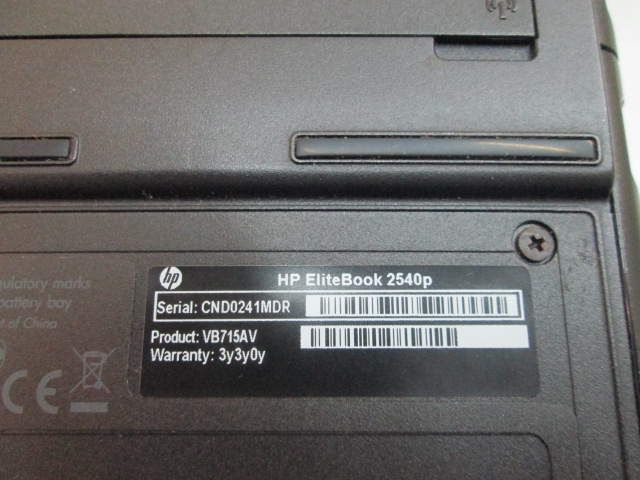 hp
HP EliteBook 2540p
Serial: CND0241MDR
Product: VB715AV
Warranty: 3y3y0y
gulatory marks
battery bay
of China
CE